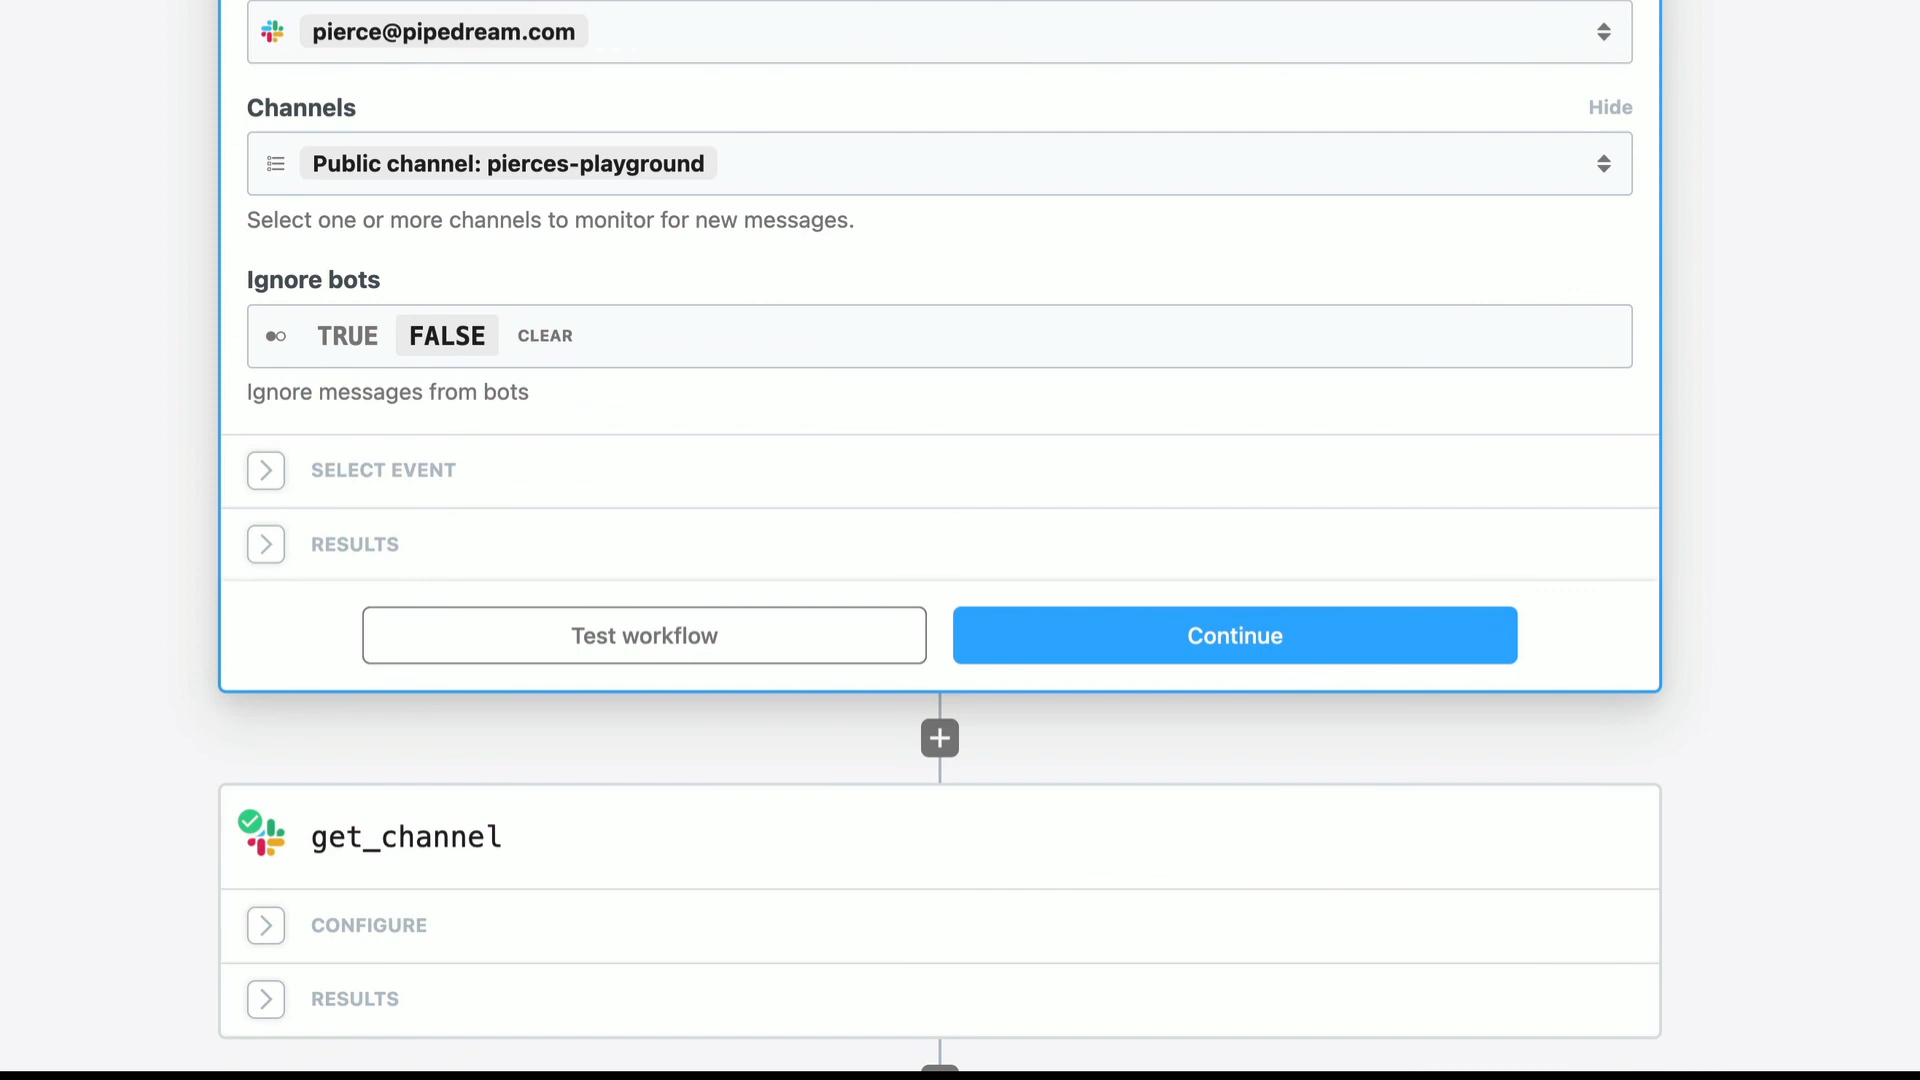 pierce@pipedream.com
Channels
Hide
Public channel: pierces-playground
Select one or more channels to monitor for new messages.
Ignore bots
TRUE FALSE CLEAR
Ignore messages from bots
SELECT EVENT
RESULTS
Test workflow
Continue
get_channel
CONFIGURE
RESULTS